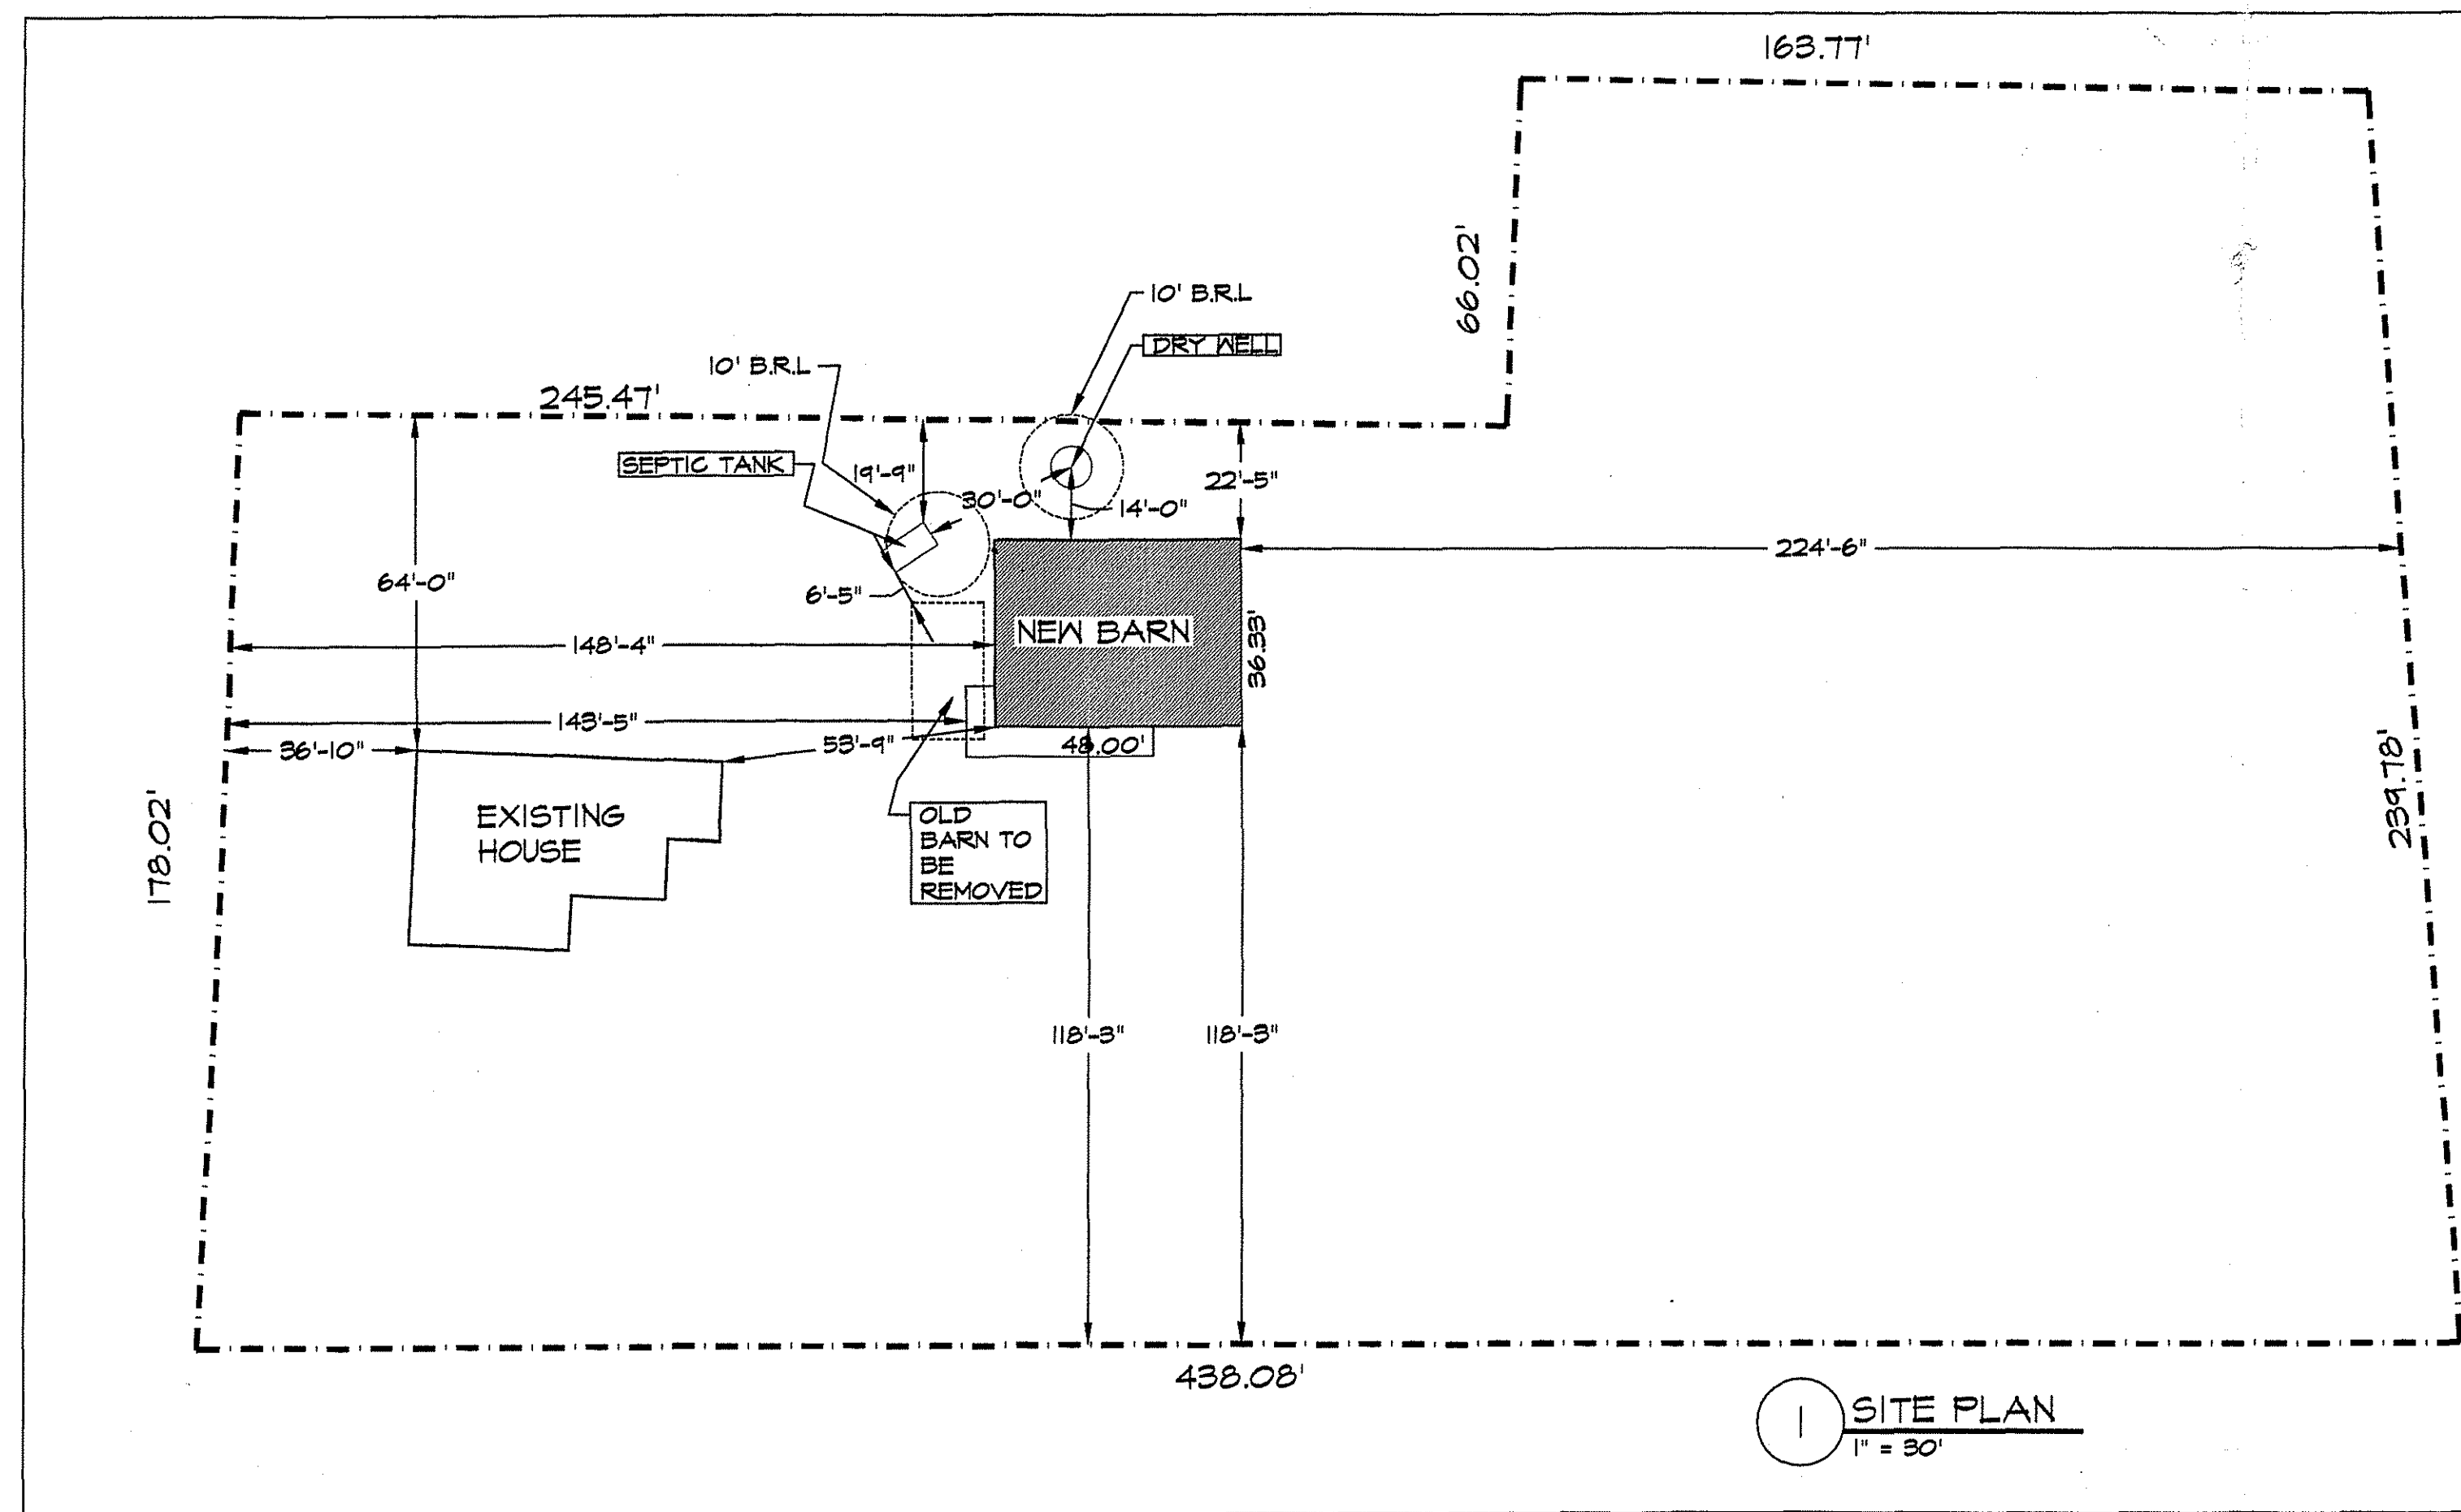 163.77'
66.02'
10' B.R.L
DRY WELL
10' B.R.L
245.47'
SEPTIC TANK
19'-9"
30'-0"
14'-0"
22'-5"
224'-6"
64'-0"
6'-5"
NEW BARN
36.33'
148'-4"
143'-5"
53'-9"
48.00'
36'-10"
EXISTING
HOUSE
178.02'
OLD
BARN TO
BE
REMOVED
239.78'
118'-3"
118'-3"
438.08'
1
SITE PLAN
1" = 30'